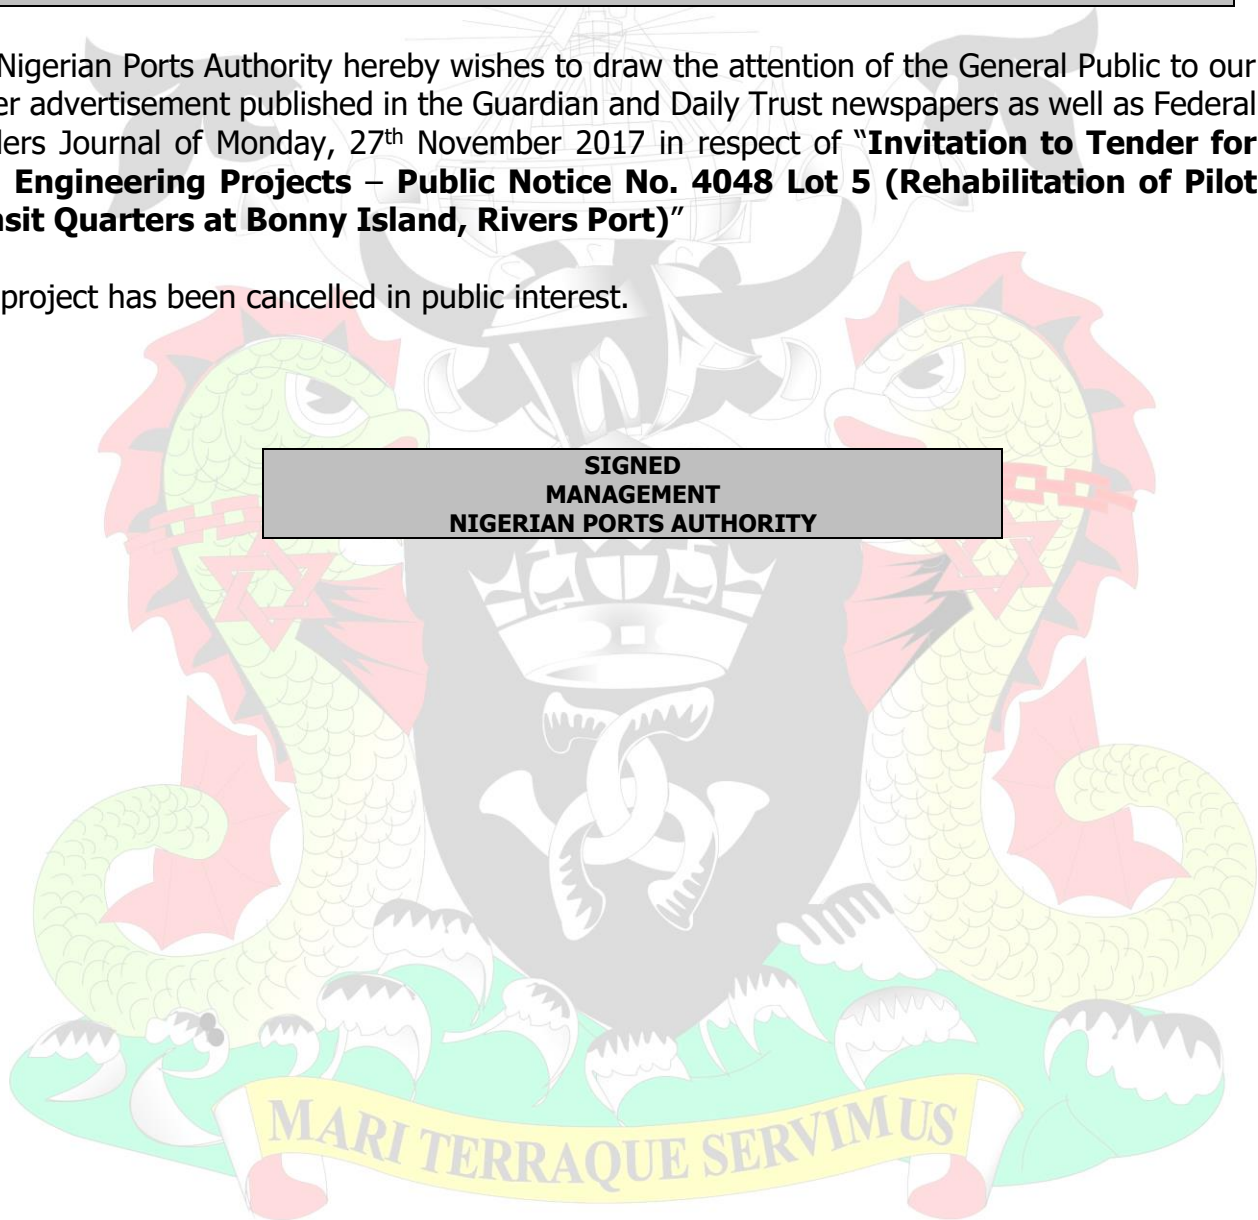 Nigerian Ports Authority hereby wishes to draw the attention of the General Public to our
er advertisement published in the Guardian and Daily Trust newspapers as well as Federal
ders Journal of Monday, 27th November 2017 in respect of “Invitation to Tender for
Engineering Projects – Public Notice No. 4048 Lot 5 (Rehabilitation of Pilot
nsit Quarters at Bonny Island, Rivers Port)”
project has been cancelled in public interest.
SIGNED
MANAGEMENT
NIGERIAN PORTS AUTHORITY
MARI TERRAQUE SERVIMUS